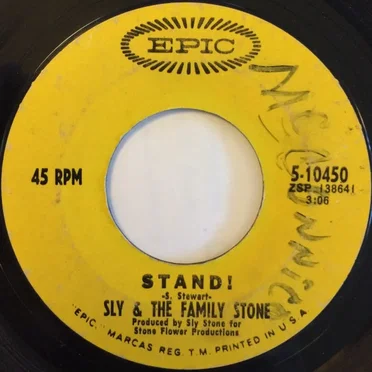 EPIC
45 RPM
5-10450
ZSP 138641
3:06
STAND!
-S. Stewart-
SLY & THE FAMILY STONE
Produced by Sly Stone for
Stone Flower Productions
"EPIC," MARCAS REG. T.M. PRINTED IN U.S.A.